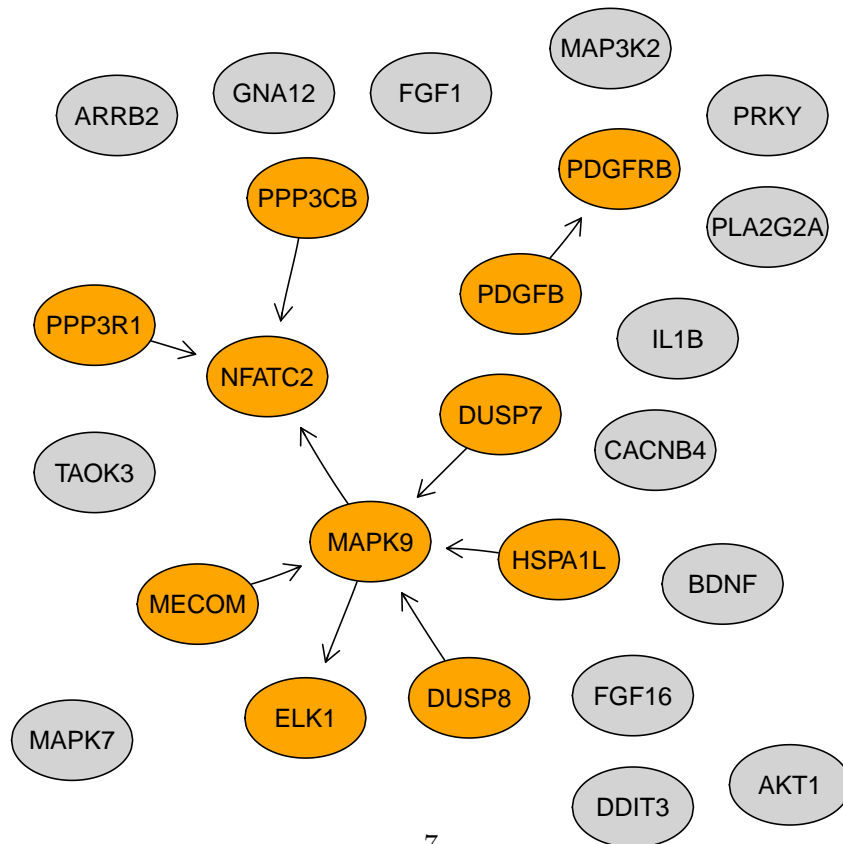 MAP3K2
GNA12
FGF1
ARRB2
PRKY
PDGFRB
PPP3CB
PLA2G2A
PDGFB
PPP3R1
IL1B
NFATC2
DUSP7
CACNB4
TAOK3
MAPK9
HSPA1L
BDNF
MECOM
FGF16
DUSP8
ELK1
MAPK7
AKT1
DDIT3
7